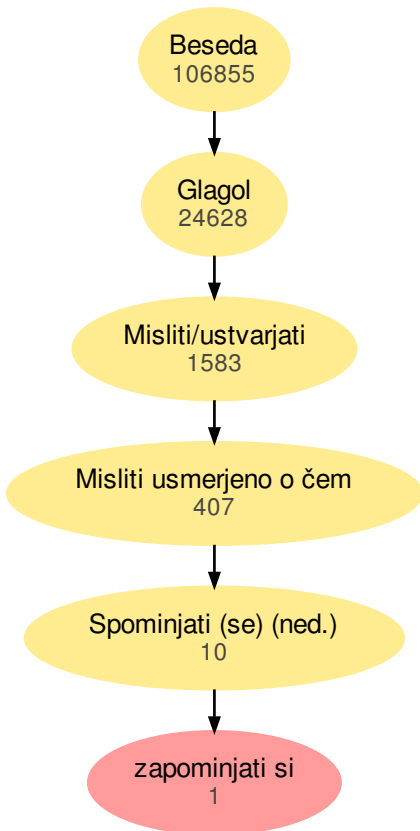 Beseda
106855
Glagol
24628
Misliti/ustvarjati
1583
Misliti usmerjeno o čem
407
Spominjati (se) (ned.)
10
zapominjati si
1